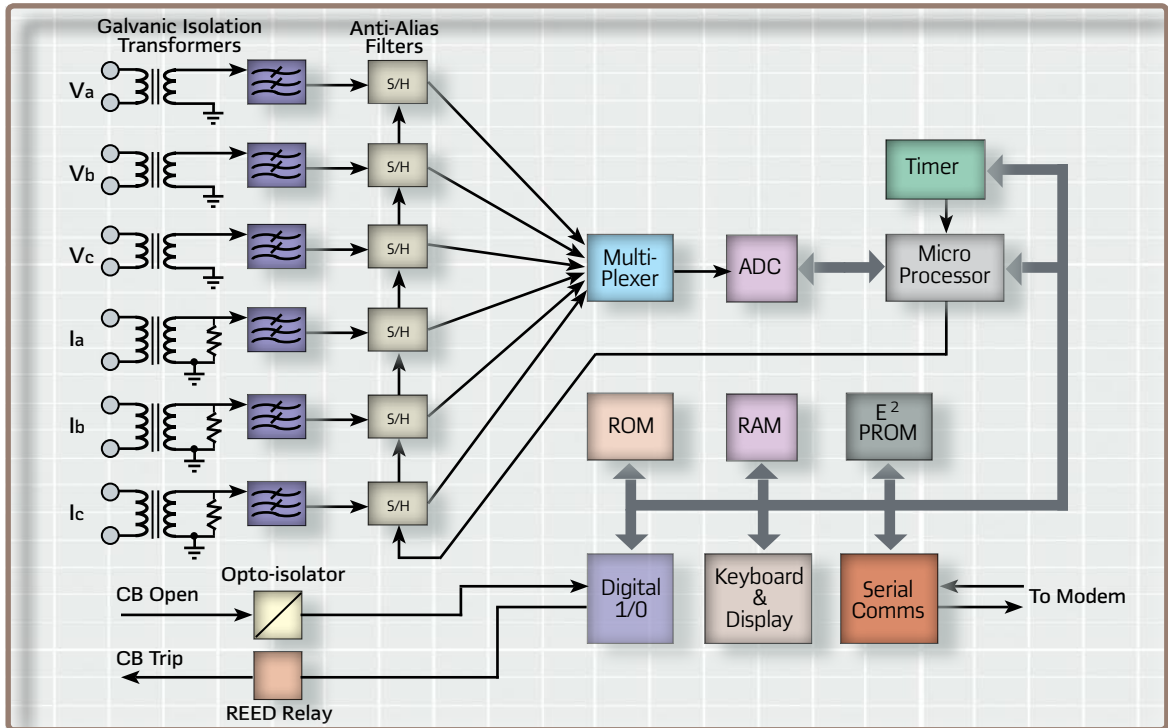 Galvanic Isolation
Transformers
Anti-Alias
Filters
Va
S/H
Vb
S/H
Vc
S/H
Ia
S/H
Ib
S/H
Ic
S/H
Multi-
Plexer
ADC
Timer
Micro
Processor
ROM
RAM
E²
PROM
Digital
1/0
Keyboard
&
Display
Serial
Comms
To Modem
Opto-isolator
CB Open
CB Trip
REED Relay